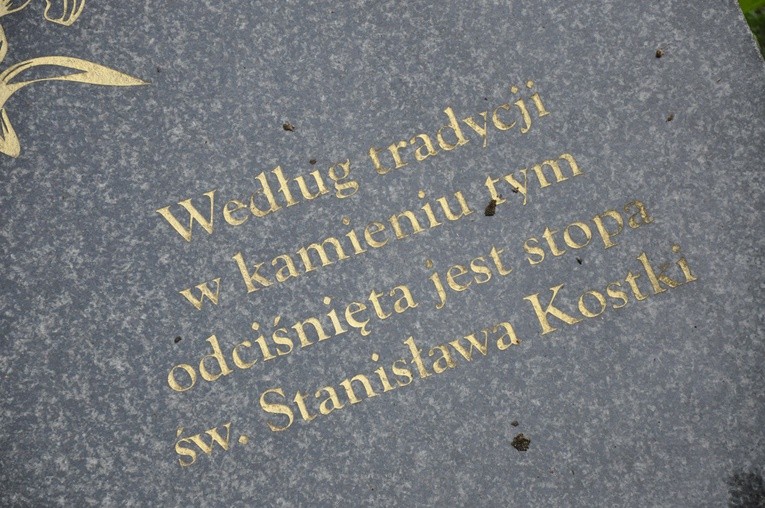 Według tradycji
w kamieniu tym
odciśnięta jest stopa
św. Stanisława Kostki